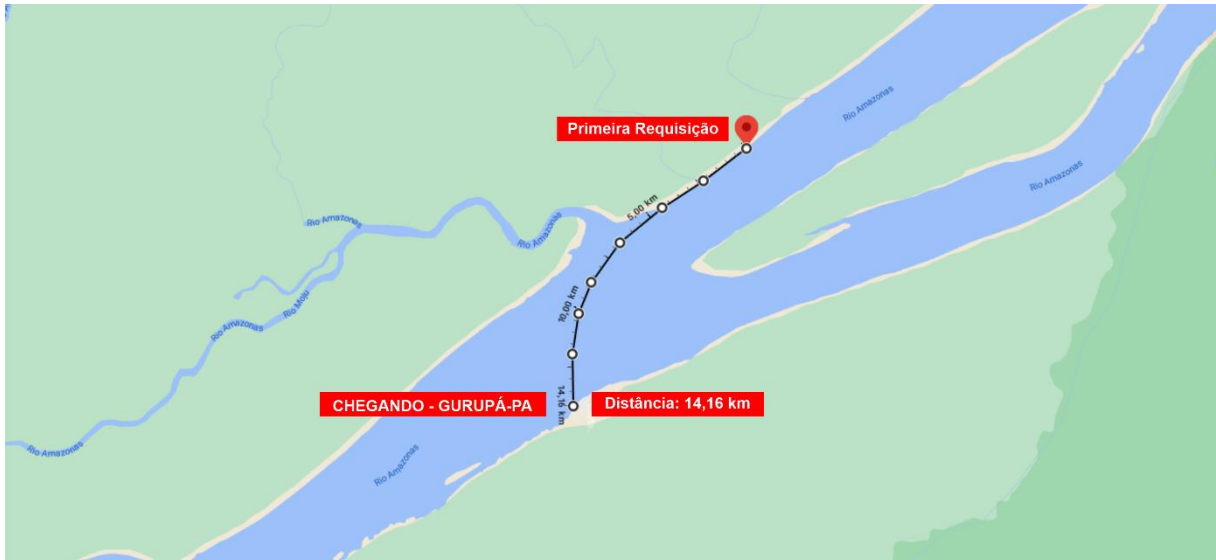 Rio Amazonas
Primeira Requisição
Rio Amazonas
5,00 km
Rio Amazonas
Rio Amazonas
Rio Moju
Rio Amazonas
10,00 km
CHEGANDO - GURUPÁ-PA
14,16 km
Distância: 14,16 km
Rio Amazonas
Rio Amazonas